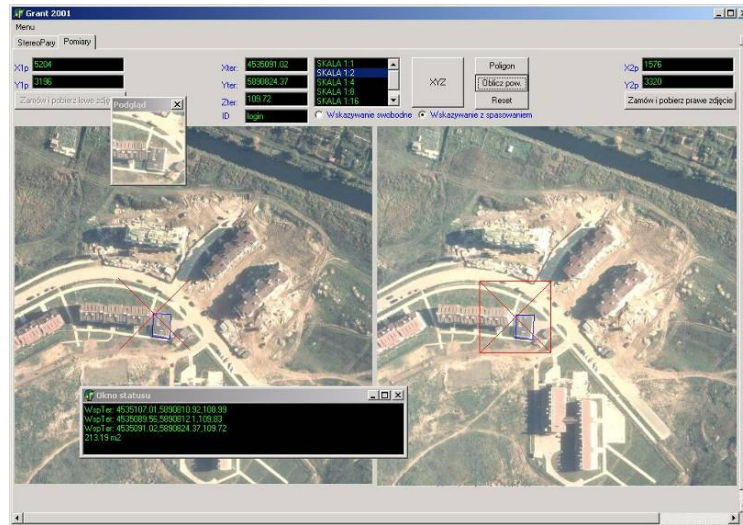 Grant 2001
Menu
StereoPary Pomiary
X1p 5204
Y1p 3196
Zamów i pobierz lewe zdjęcie
Xter. 4535091.02
Yter. 5890824.37
Zter. 109.72
ID login
SKALA 1:1
SKALA 1:2
SKALA 1:4
SKALA 1:8
SKALA 1:16
XYZ
Poligon
Oblicz pow.
Reset
Wskazywanie swobodne Wskazywanie z spasowaniem
X2p 1576
Y2p 3320
Zamów i pobierz prawe zdjęcie
Podgląd
Okno statusu
WspTer: 4535107.01,5890810.92,108.99
WspTer: 4535089.56,5890812.1,109.83
WspTer: 4535091.02,5890824.37,109.72
213.19 m2